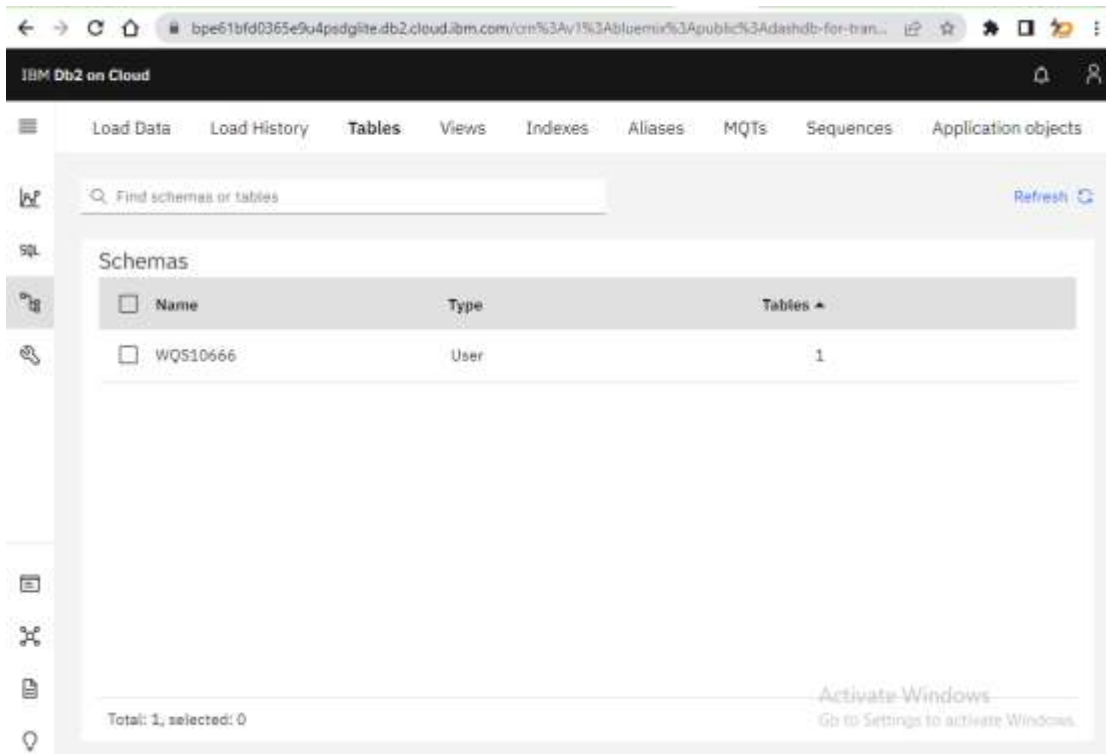 bpe61bfd0365e9u4psdglite.db2.cloud.ibm.com/crn%3Av1%3Abluemix%3Apublic%3Adashdb-for-tran...
IBM Db2 on Cloud
Load Data Load History Tables Views Indexes Aliases MQTs Sequences Application objects
Find schemas or tables
Refresh
SQL
Schemas
Name Type Tables
WQS10666 User 1
Activate Windows
Go to Settings to activate Windows.
Total: 1, selected: 0